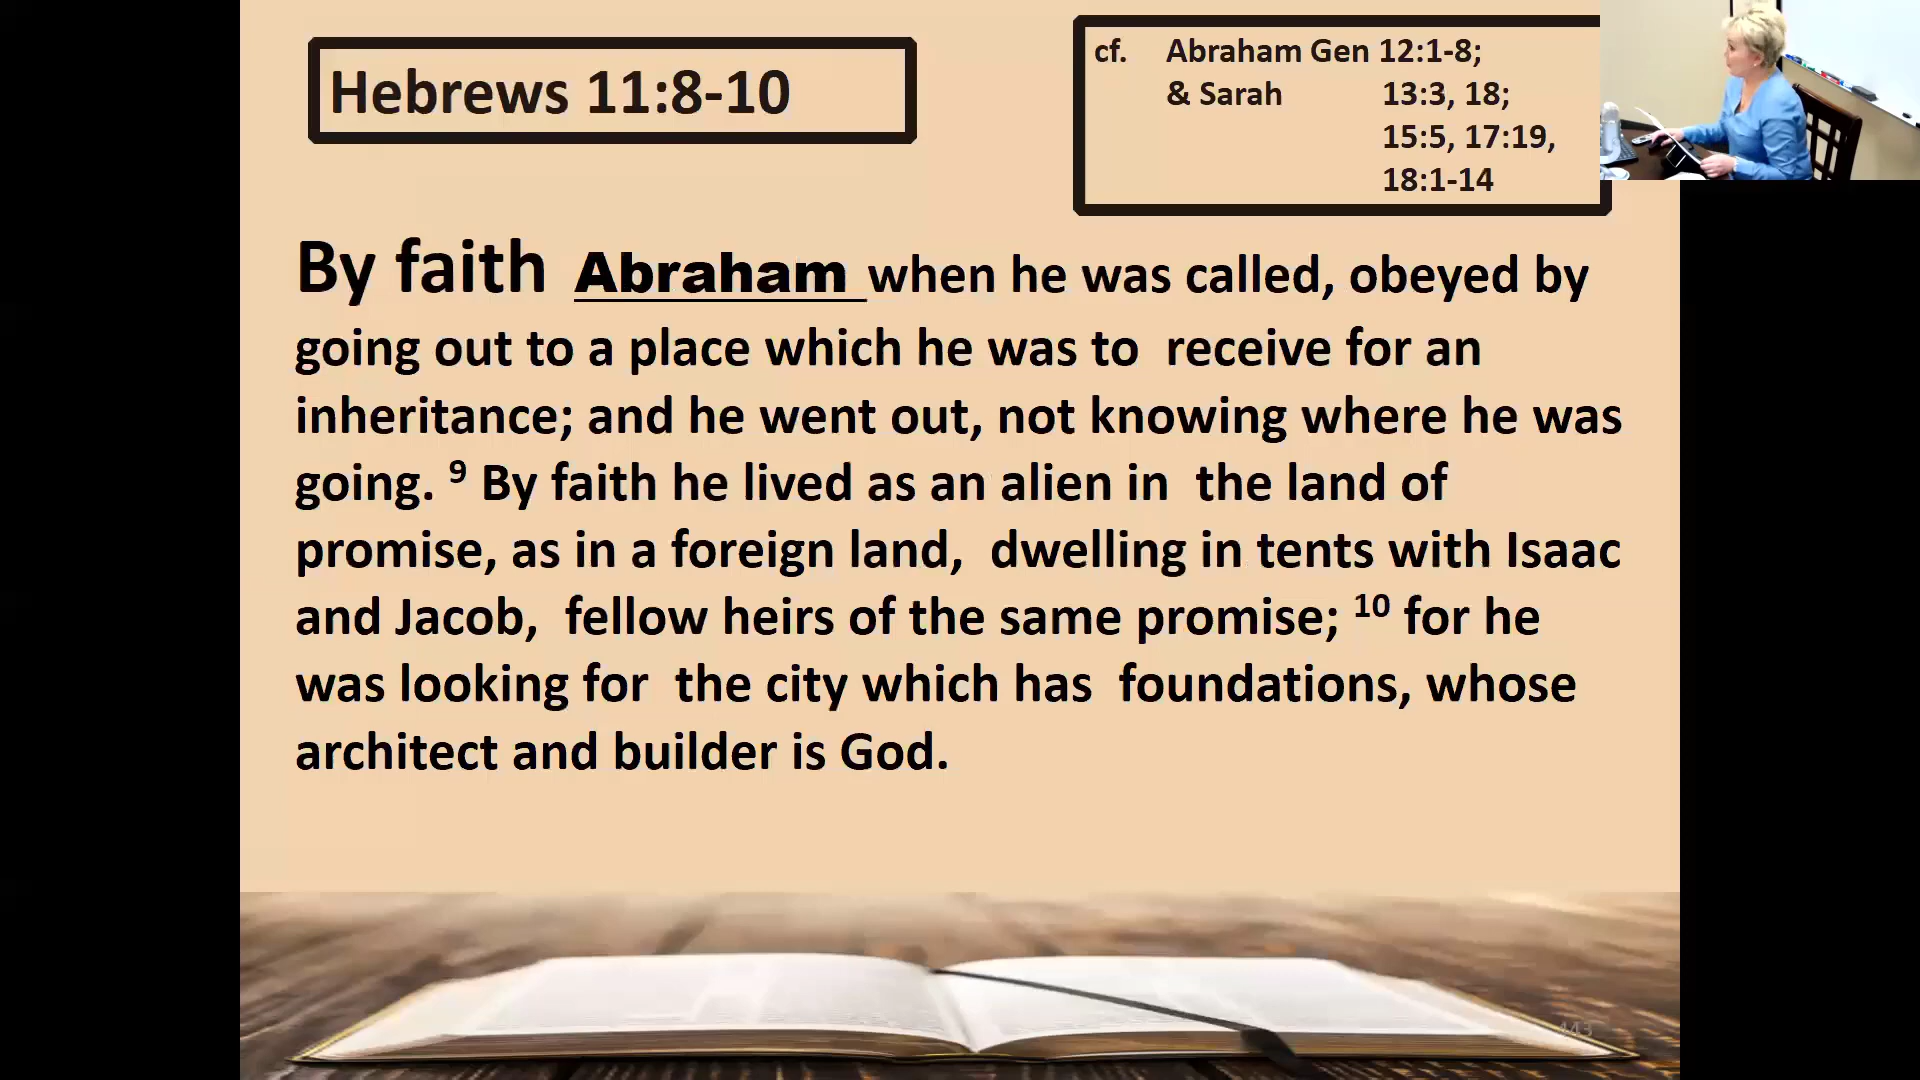 Hebrews 11:8-10
cf. Abraham Gen 12:1-8;
& Sarah 13:3, 18;
15:5, 17:19,
18:1-14
By faith Abraham when he was called, obeyed by
going out to a place which he was to receive for an
inheritance; and he went out, not knowing where he was
going. 9 By faith he lived as an alien in the land of
promise, as in a foreign land, dwelling in tents with Isaac
and Jacob, fellow heirs of the same promise; 10 for he
was looking for the city which has foundations, whose
architect and builder is God.
443